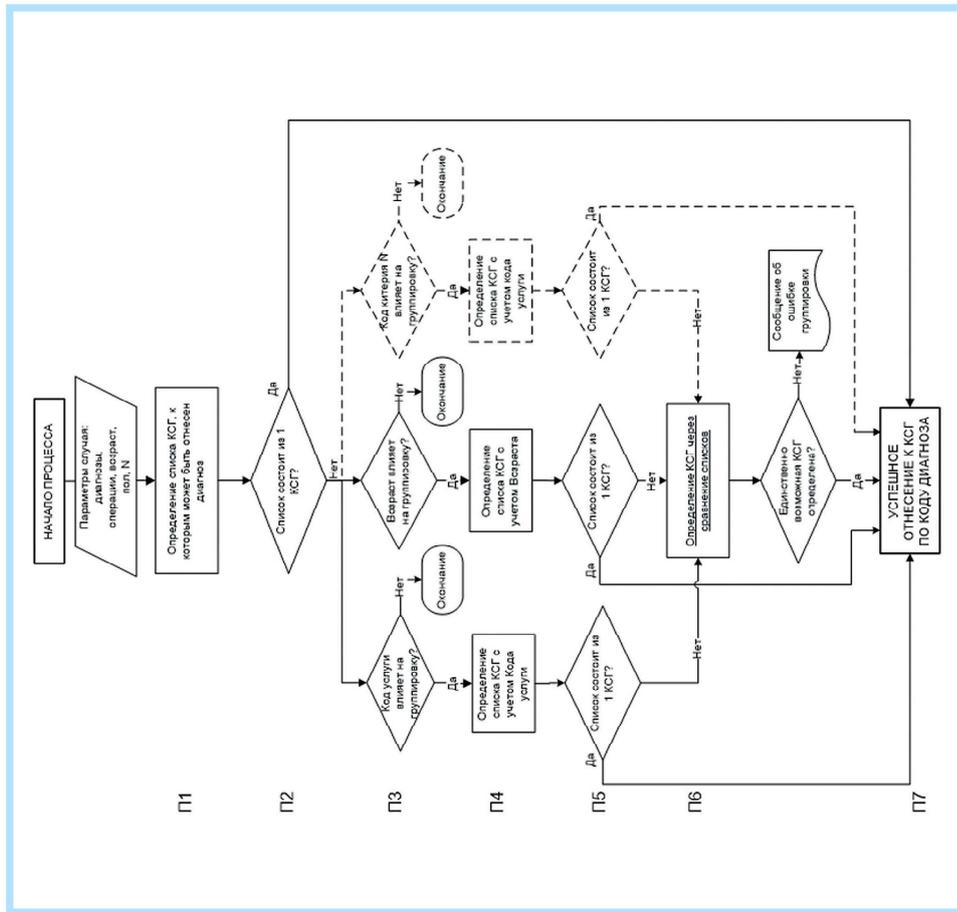 НАЧАЛО ПРОЦЕССА
Параметры случая:
диагнозы,
операции, возраст,
пол, N
П1
Определение списка КСГ, к
которым может быть отнесен
диагноз
П2
Список состоит из 1
КСГ?
Да
Нет
П3
Код услуги
влияет на
группировку?
Нет
Окончание
Да
Возраст влияет
на группировку?
Нет
Окончание
Да
Код китерия N
влияет на
группировку?
Нет
Окончание
Да
П4
Определение
списка КСГ с
учетом Кода
услуги
Определение
списка КСГ с
учетом Возраста
Определение
списка КСГ с
учетом кода
услуги
П5
Да
Список состоит из
1 КСГ?
Нет
Да
Список состоит из
1 КСГ?
Нет
Список состоит
из 1 КСГ?
Да
Нет
П6
Определение КСГ через
сравнение списков
Единственно
возможная КСГ
определена?
Нет
Сообщение об
ошибке
группировки
Да
П7
УСПЕШНОЕ
ОТНЕСЕНИЕ К КСГ
ПО КОДУ ДИАГНОЗА